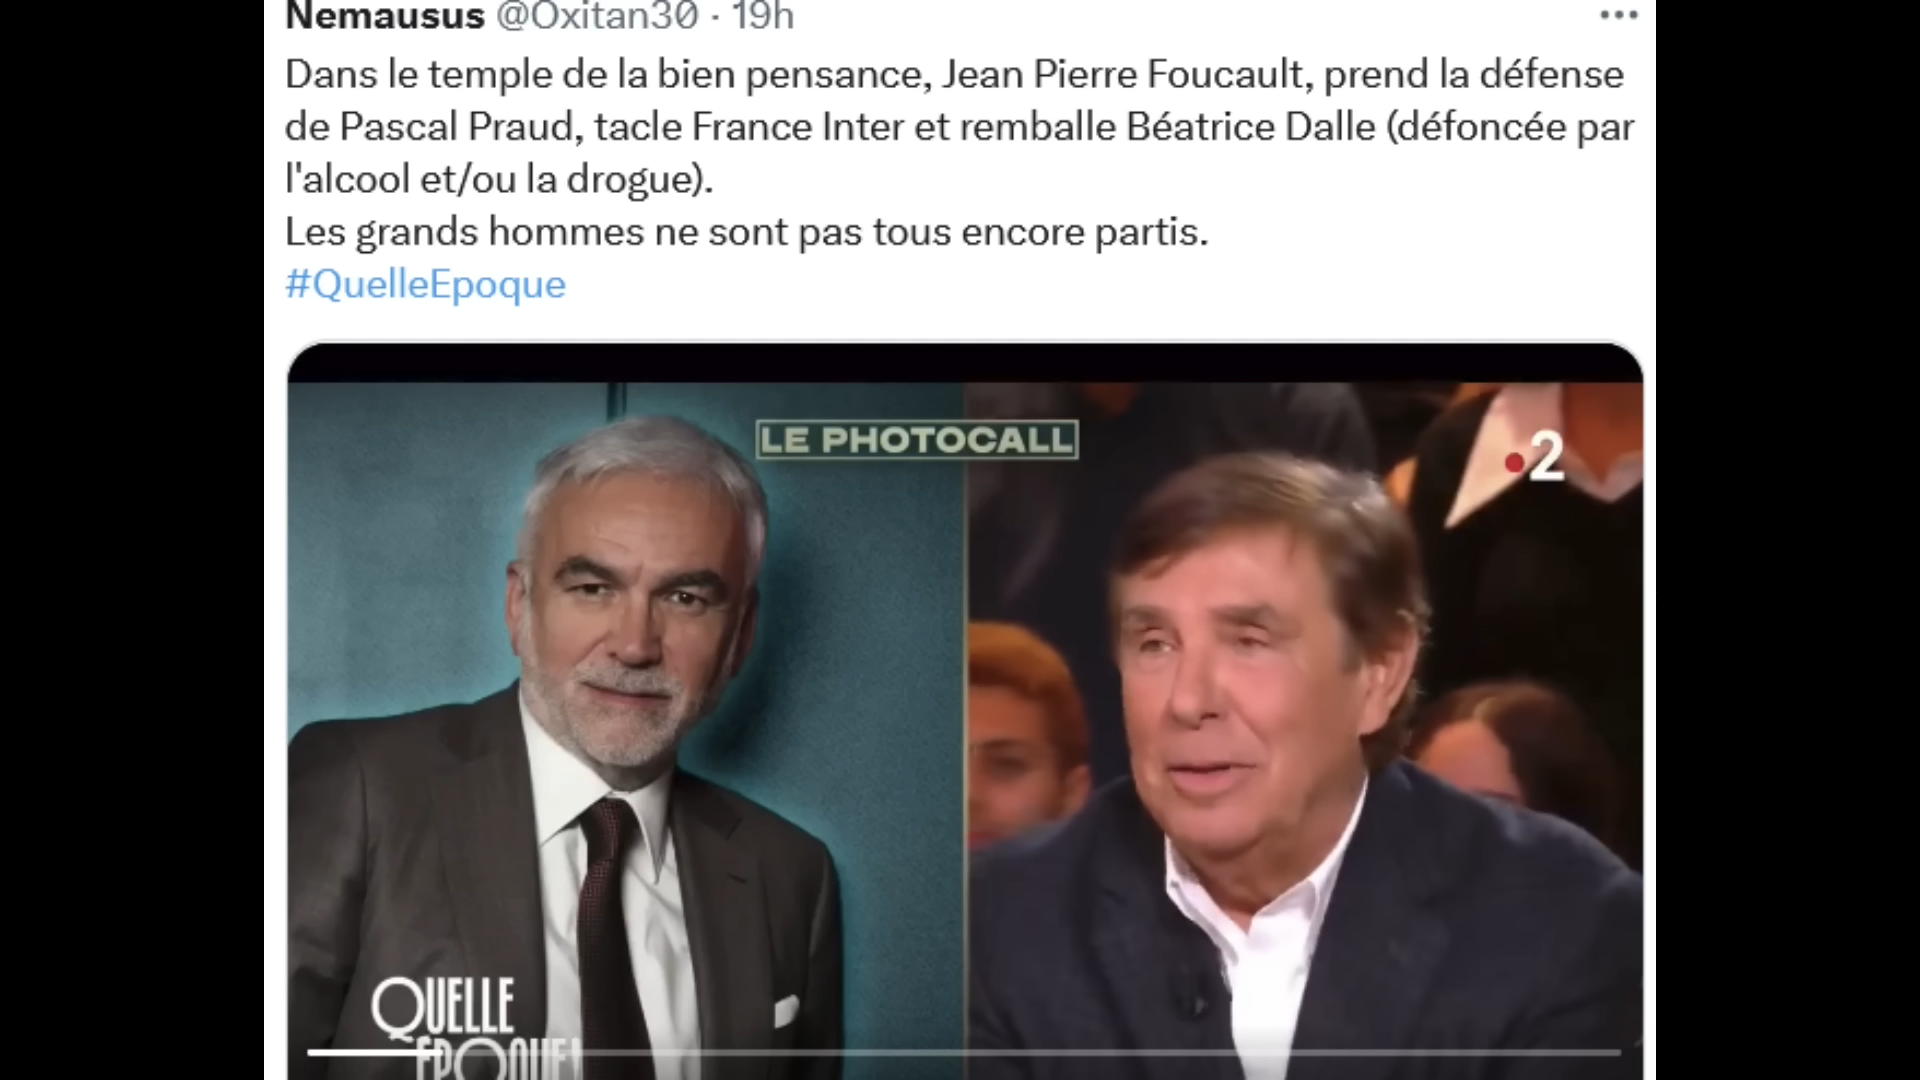 Nemausus @Oxitan30 · 19h
Dans le temple de la bien pensance, Jean Pierre Foucault, prend la défense
de Pascal Praud, tacle France Inter et remballe Béatrice Dalle (défoncée par
l'alcool et/ou la drogue).
Les grands hommes ne sont pas tous encore partis.
#QuelleEpoque
LE PHOTOCALL
2
QUELLE
ÉPOQUE!